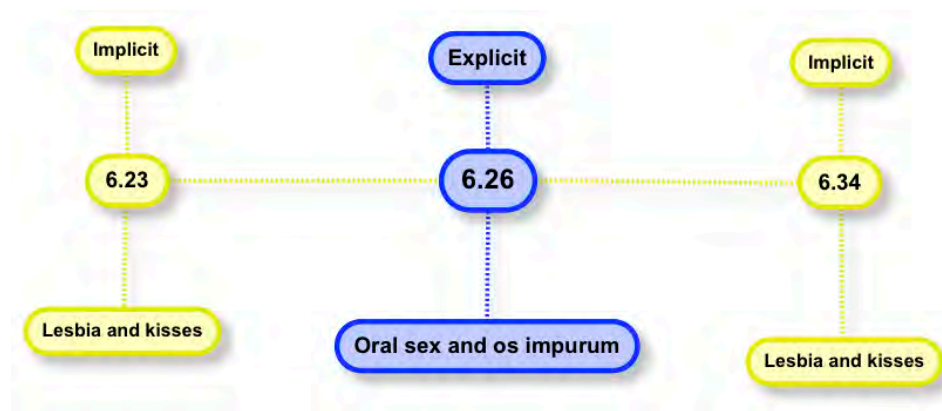 Implicit
Explicit
Implicit
6.23
6.26
6.34
Lesbia and kisses
Oral sex and os impurum
Lesbia and kisses